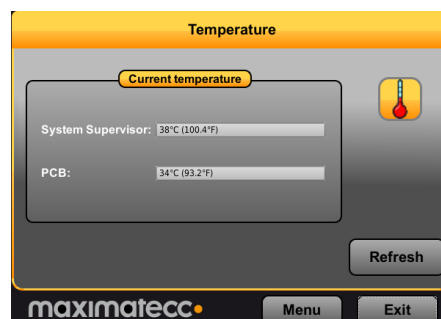 Temperature
Current temperature
System Supervisor: 38°C (100.4°F)
PCB: 34°C (93.2°F)
Refresh
maximatecc
Menu
Exit